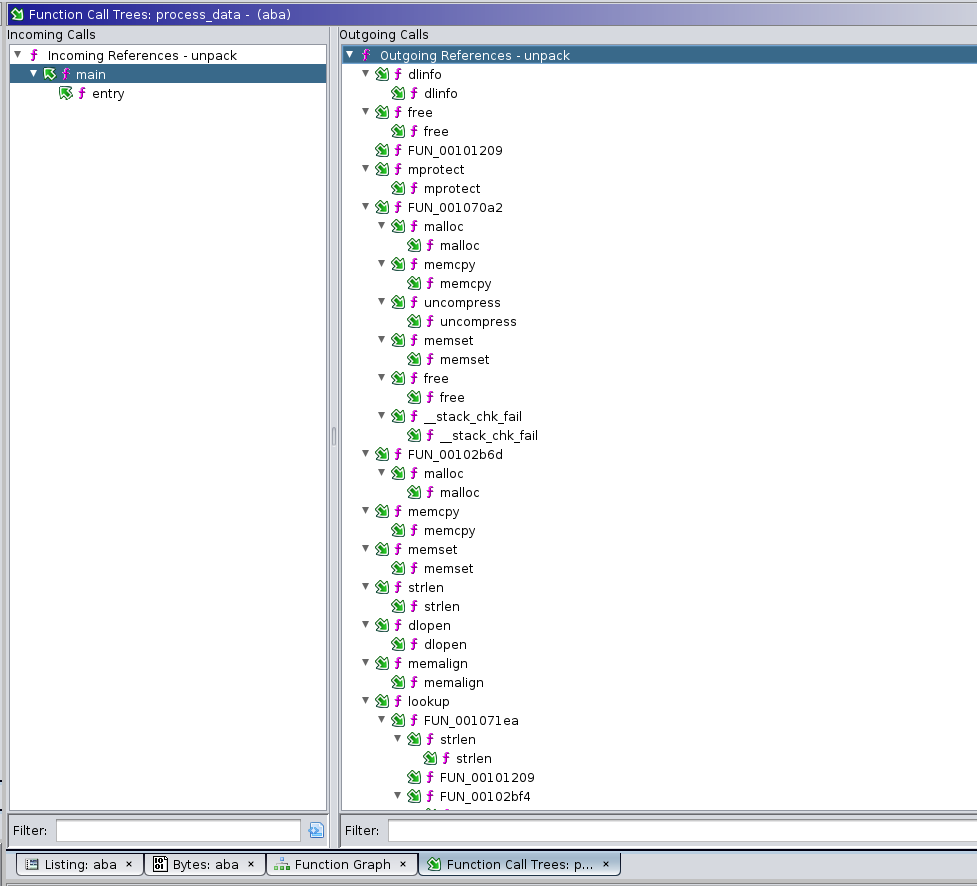 Function Call Trees: process_data - (aba)
Incoming Calls
Incoming References - unpack
main
entry
Filter:
Outgoing Calls
Outgoing References - unpack
dlinfo
dlinfo
free
free
FUN_00101209
mprotect
mprotect
FUN_001070a2
malloc
malloc
memcpy
memcpy
uncompress
uncompress
memset
memset
free
free
__stack_chk_fail
__stack_chk_fail
FUN_00102b6d
malloc
malloc
memcpy
memcpy
memset
memset
strlen
strlen
dlopen
dlopen
memalign
memalign
lookup
FUN_001071ea
strlen
strlen
FUN_00101209
FUN_00102bf4
Filter:
Listing: aba × Bytes: aba × Function Graph × Function Call Trees: p... ×